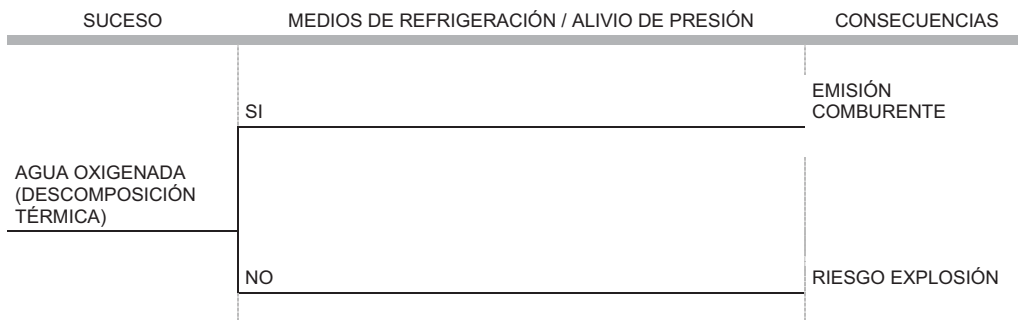 SUCESO
MEDIOS DE REFRIGERACIÓN / ALIVIO DE PRESIÓN
CONSECUENCIAS
SI
EMISIÓN
COMBURENTE
AGUA OXIGENADA
(DESCOMPOSICIÓN
TÉRMICA)
NO
RIESGO EXPLOSIÓN